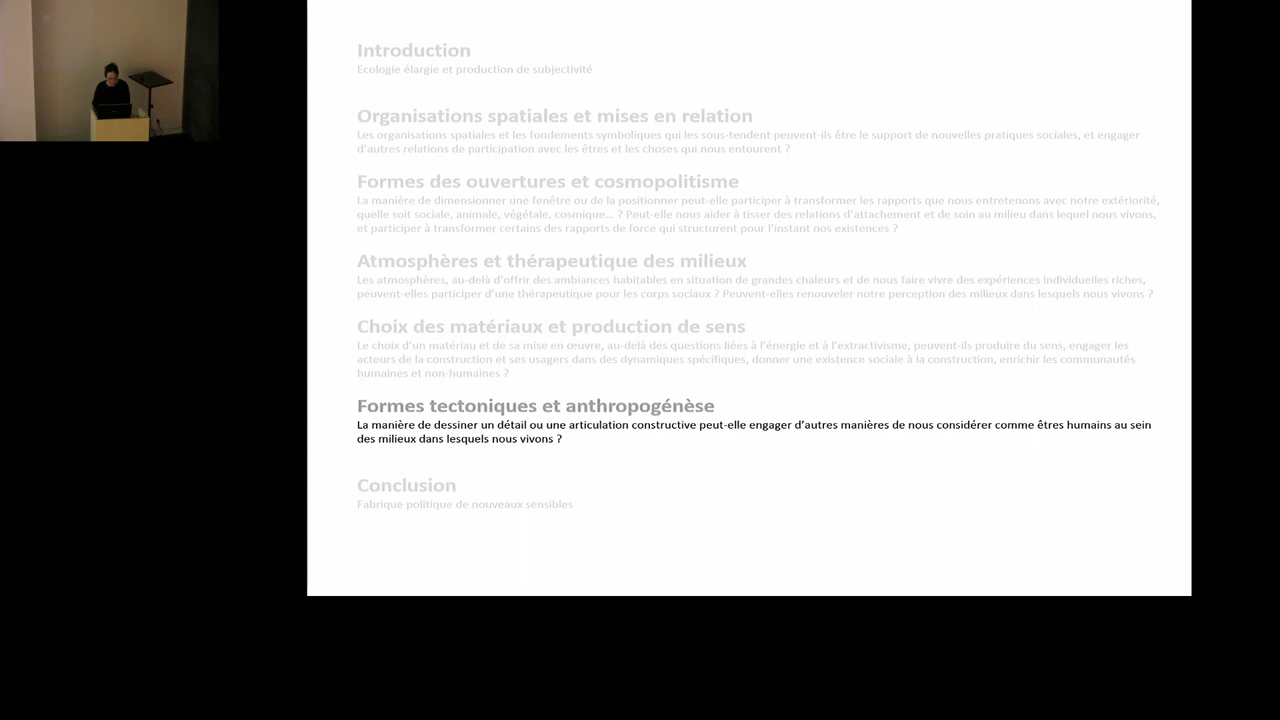 Introduction
Ecologie élargie et production de subjectivité
Organisations spatiales et mises en relation
Les organisations spatiales et les fondements symboliques qui les sous-tendent peuvent-ils être le support de nouvelles pratiques sociales, et engager
d'autres relations de participation avec les êtres et les choses qui nous entourent ?
Formes des ouvertures et cosmopolitisme
La manière de dimensionner une fenêtre ou de la positionner peut-elle participer à transformer les rapports que nous entretenons avec notre extériorité,
quelle soit sociale, animale, végétale, cosmique... ? Peut-elle nous aider à tisser des relations d'attachement et de soin au milieu dans lequel nous vivons,
et participer à transformer certains des rapports de force qui structurent pour l'instant nos existences ?
Atmosphères et thérapeutique des milieux
Les atmosphères, au-delà d'offrir des ambiances habitables en situation de grandes chaleurs et de nous faire vivre des expériences individuelles riches,
peuvent-elles participer d'une thérapeutique pour les corps sociaux ? Peuvent-elles renouveler notre perception des milieux dans lesquels nous vivons ?
Choix des matériaux et production de sens
Le choix d'un matériau et de sa mise en œuvre, au-delà des questions liées à l'énergie et à l'extractivisme, peuvent-ils produire du sens, engager les
acteurs de la construction et ses usagers dans des dynamiques spécifiques, donner une existence sociale à la construction, enrichir les communautés
humaines et non-humaines ?
Formes tectoniques et anthropogénèse
La manière de dessiner un détail ou une articulation constructive peut-elle engager d'autres manières de nous considérer comme êtres humains au sein
des milieux dans lesquels nous vivons ?
Conclusion
Fabrique politique de nouveaux sensibles